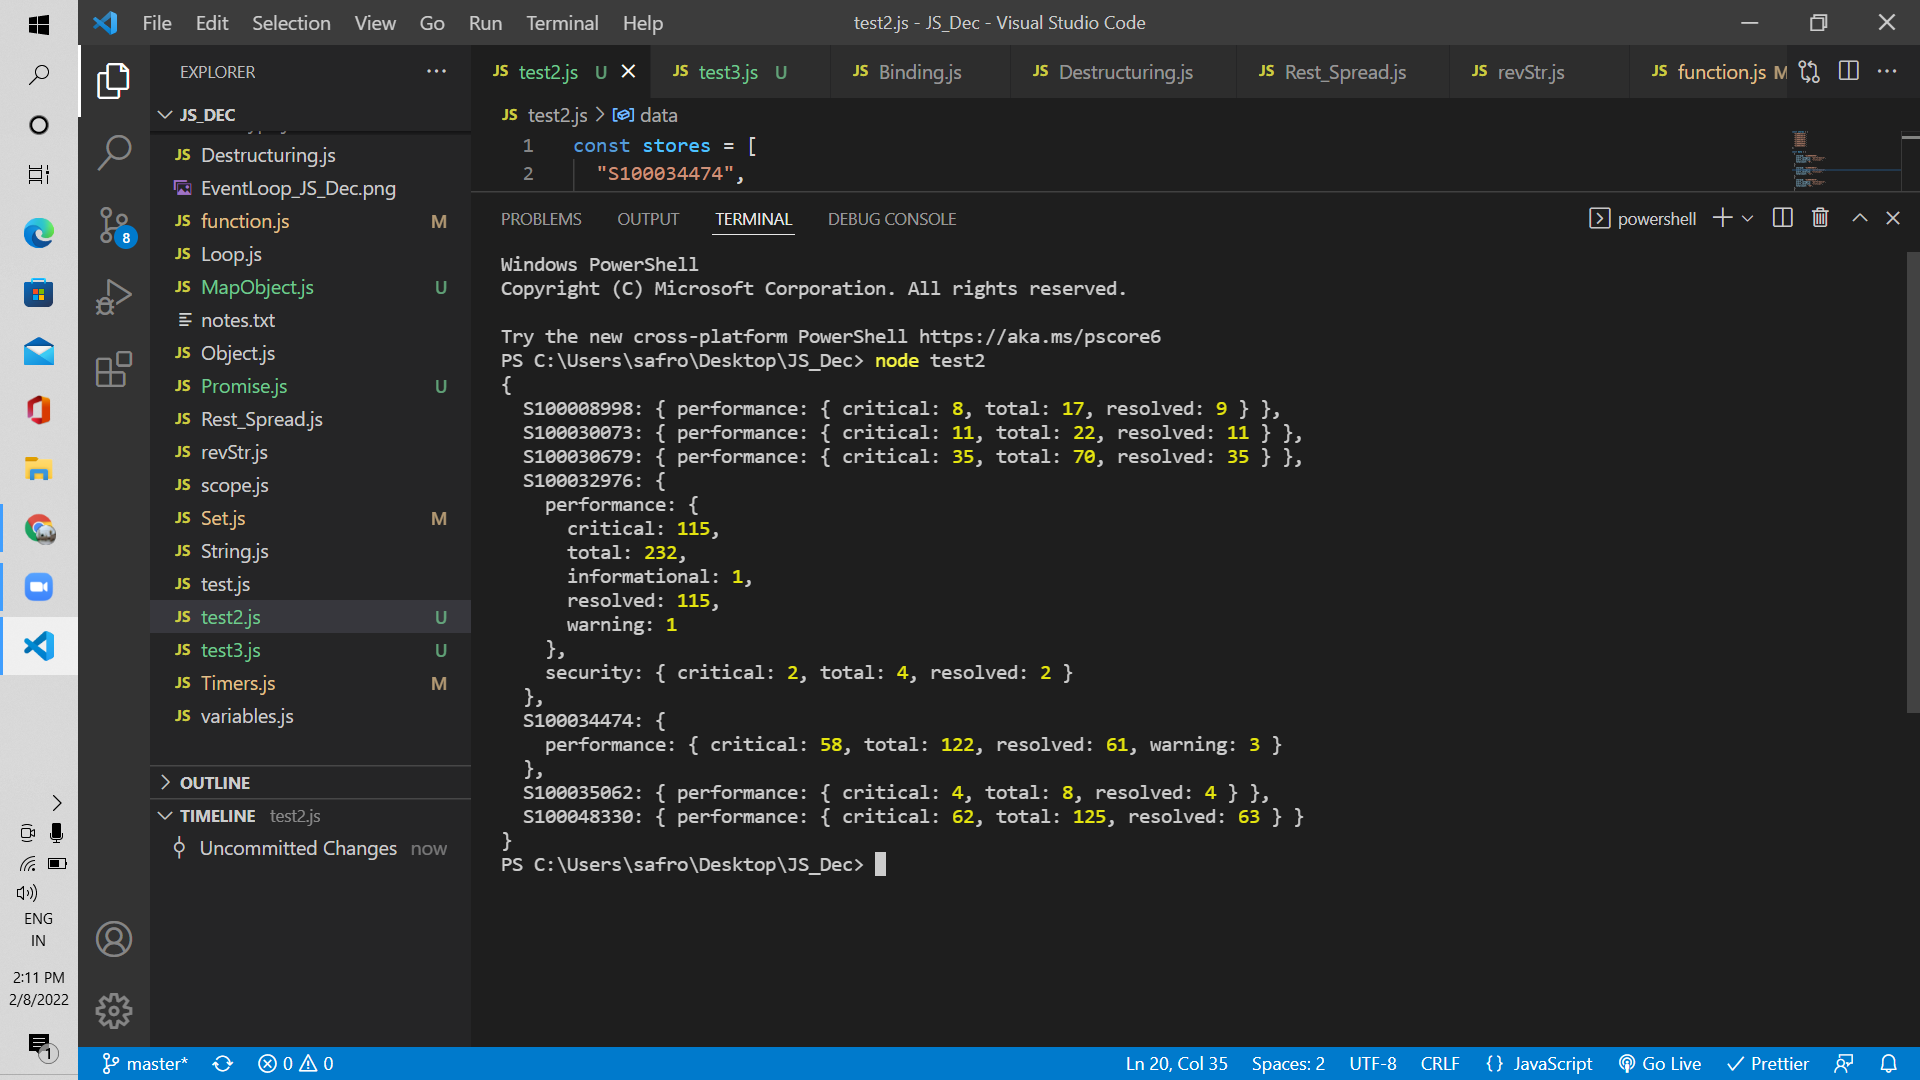 File Edit Selection View Go Run Terminal Help
test2.js - JS_Dec - Visual Studio Code
EXPLORER
JS_DEC
JS Destructuring.js
EventLoop_JS_Dec.png
JS function.js M
JS Loop.js
JS MapObject.js U
notes.txt
JS Object.js
JS Promise.js U
JS Rest_Spread.js
JS revStr.js
JS scope.js
JS Set.js M
JS String.js
JS test.js
JS test2.js U
JS test3.js U
JS Timers.js M
JS variables.js
OUTLINE
TIMELINE test2.js
Uncommitted Changes now
8
JS test2.js U
JS test3.js U
JS Binding.js
JS Destructuring.js
JS Rest_Spread.js
JS revStr.js
JS function.js M
JS test2.js > data
1 const stores = [
2 "S100034474",
PROBLEMS OUTPUT TERMINAL DEBUG CONSOLE
powershell
Windows PowerShell
Copyright (C) Microsoft Corporation. All rights reserved.
Try the new cross-platform PowerShell https://aka.ms/pscore6
PS C:\Users\safro\Desktop\JS_Dec> node test2
{
S100008998: { performance: { critical: 8, total: 17, resolved: 9 } },
S100030073: { performance: { critical: 11, total: 22, resolved: 11 } },
S100030679: { performance: { critical: 35, total: 70, resolved: 35 } },
S100032976: {
performance: {
critical: 115,
total: 232,
informational: 1,
resolved: 115,
warning: 1
},
security: { critical: 2, total: 4, resolved: 2 }
},
S100034474: {
performance: { critical: 58, total: 122, resolved: 61, warning: 3 }
},
S100035062: { performance: { critical: 4, total: 8, resolved: 4 } },
S100048330: { performance: { critical: 62, total: 125, resolved: 63 } }
}
PS C:\Users\safro\Desktop\JS_Dec>
ENG
IN
2:11 PM
2/8/2022
1
master* 0 0
Ln 20, Col 35 Spaces: 2 UTF-8 CRLF {} JavaScript Go Live Prettier